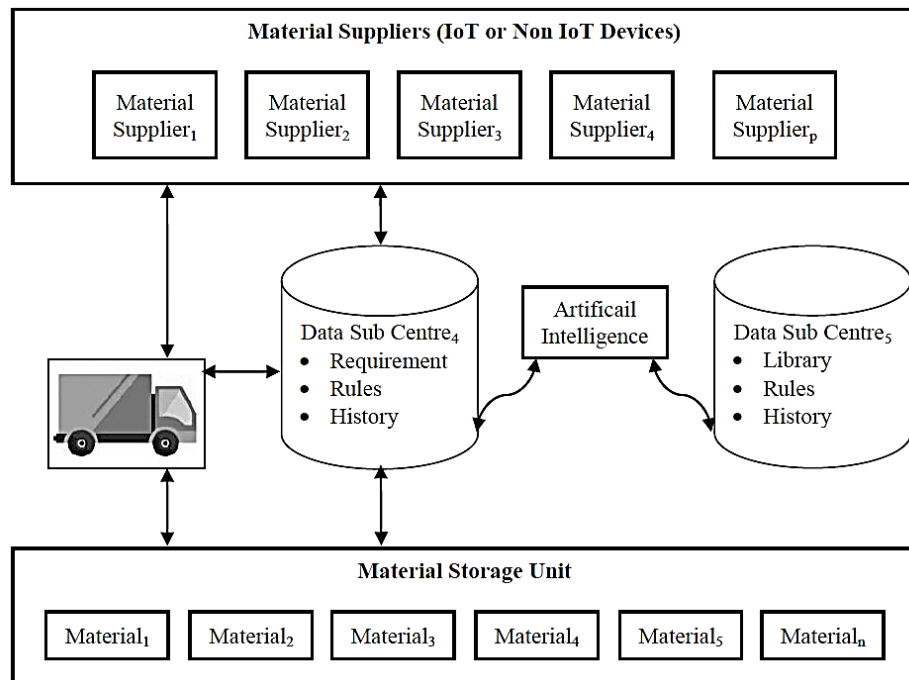 Material Suppliers (IoT or Non IoT Devices)
Material
Supplier₁
Material
Supplier₂
Material
Supplier₃
Material
Supplier₄
Material
Supplierₚ
Data Sub Centre₄
• Requirement
• Rules
• History
Artificail
Intelligence
Data Sub Centre₅
• Library
• Rules
• History
Material Storage Unit
Material₁
Material₂
Material₃
Material₄
Material₅
Materialₙ